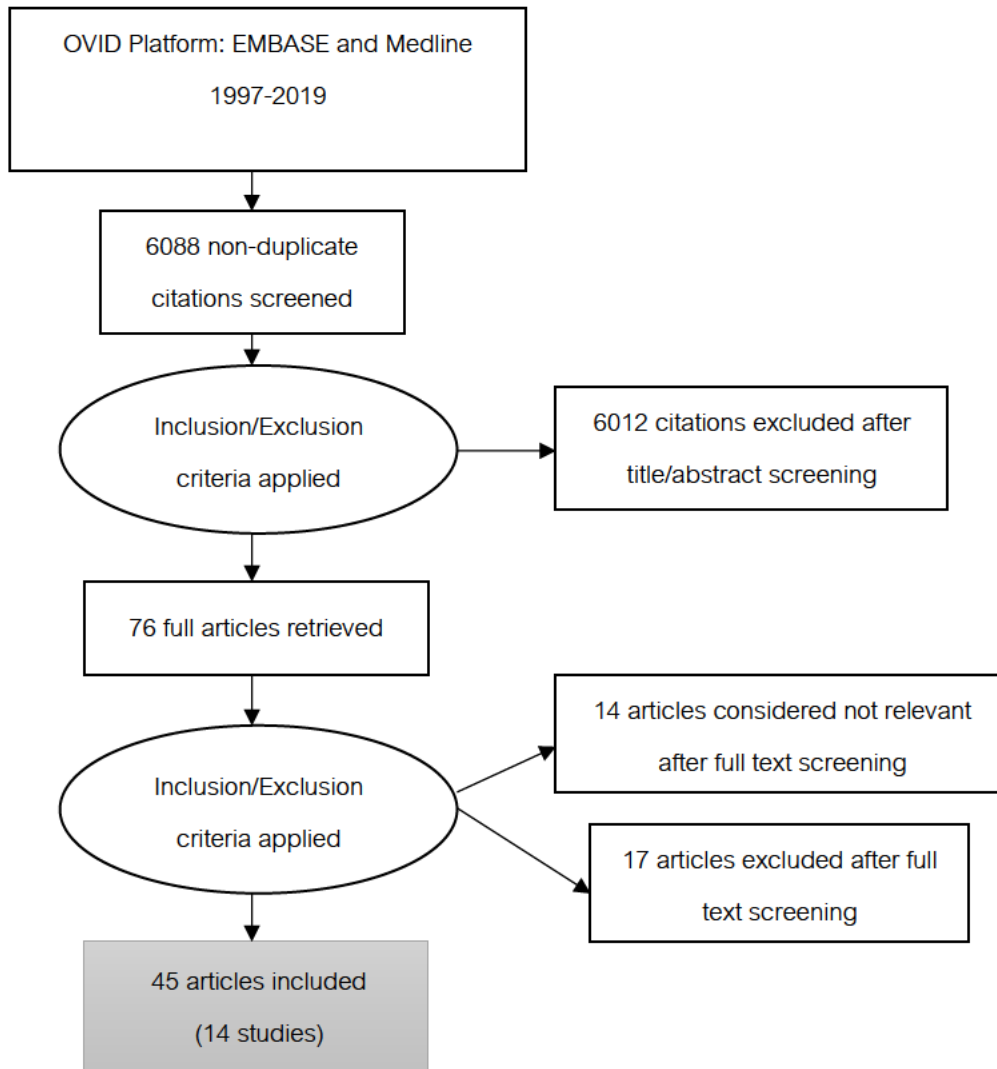 OVID Platform: EMBASE and Medline
1997-2019
6088 non-duplicate
citations screened
Inclusion/Exclusion
criteria applied
6012 citations excluded after
title/abstract screening
76 full articles retrieved
Inclusion/Exclusion
criteria applied
14 articles considered not relevant
after full text screening
17 articles excluded after full
text screening
45 articles included
(14 studies)